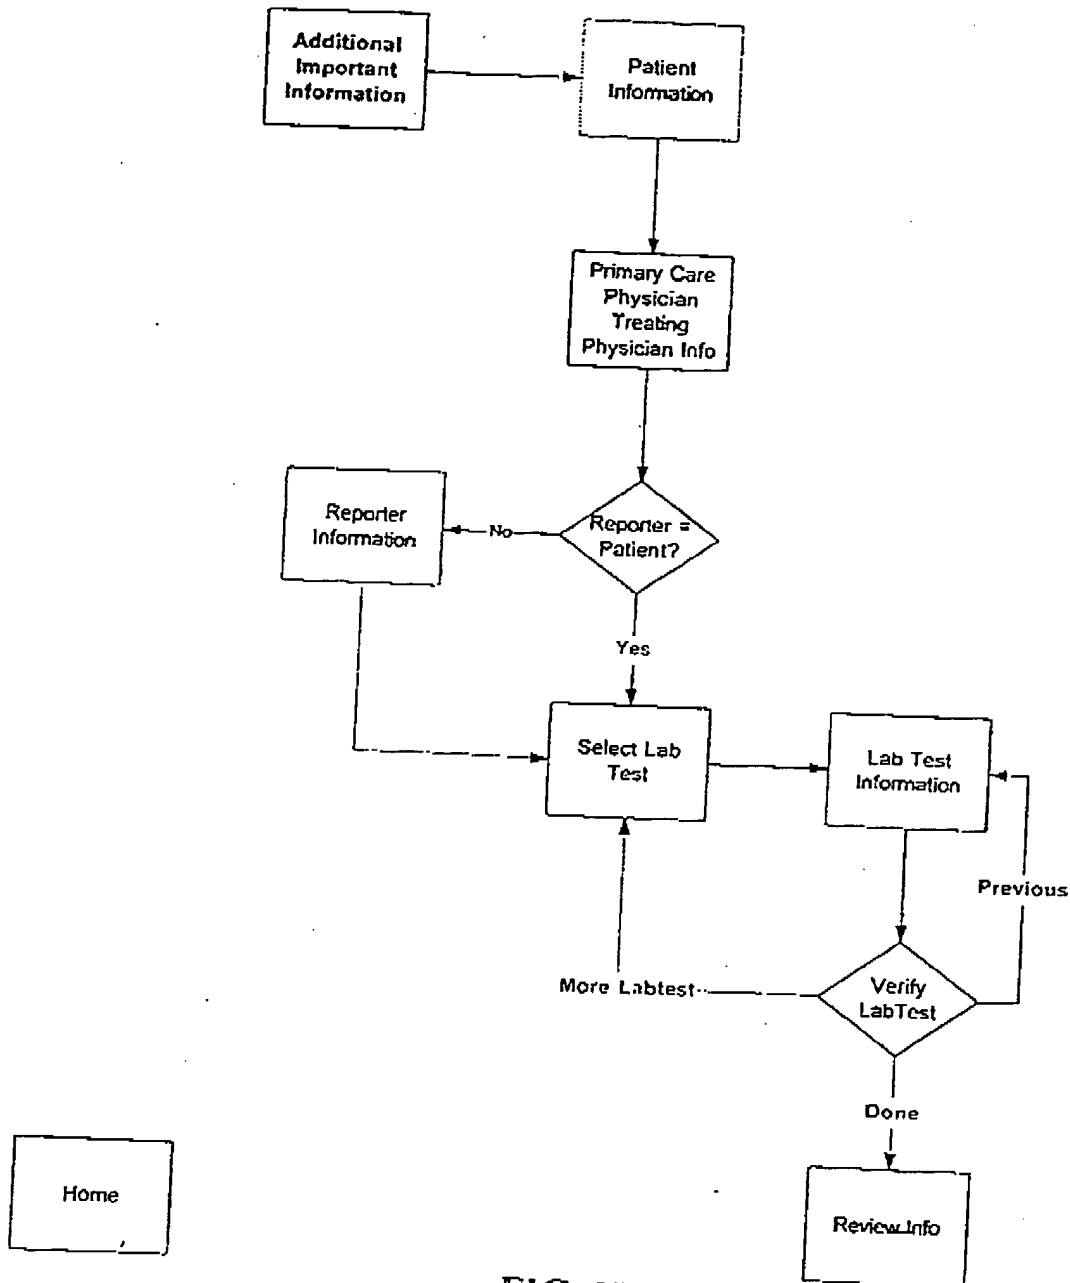 Additional
Important
Information
Patient
Information
Primary Care
Physician
Treating
Physician Info
Reporter =
Patient?
No
Reporter
Information
Yes
Select Lab
Test
Lab Test
Information
Previous
More Labtest
Verify
LabTest
Done
Home
Review Info